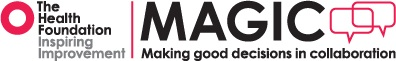 The
Health
Foundation
Inspiring
Improvement
MAGIC
Making good decisions in collaboration